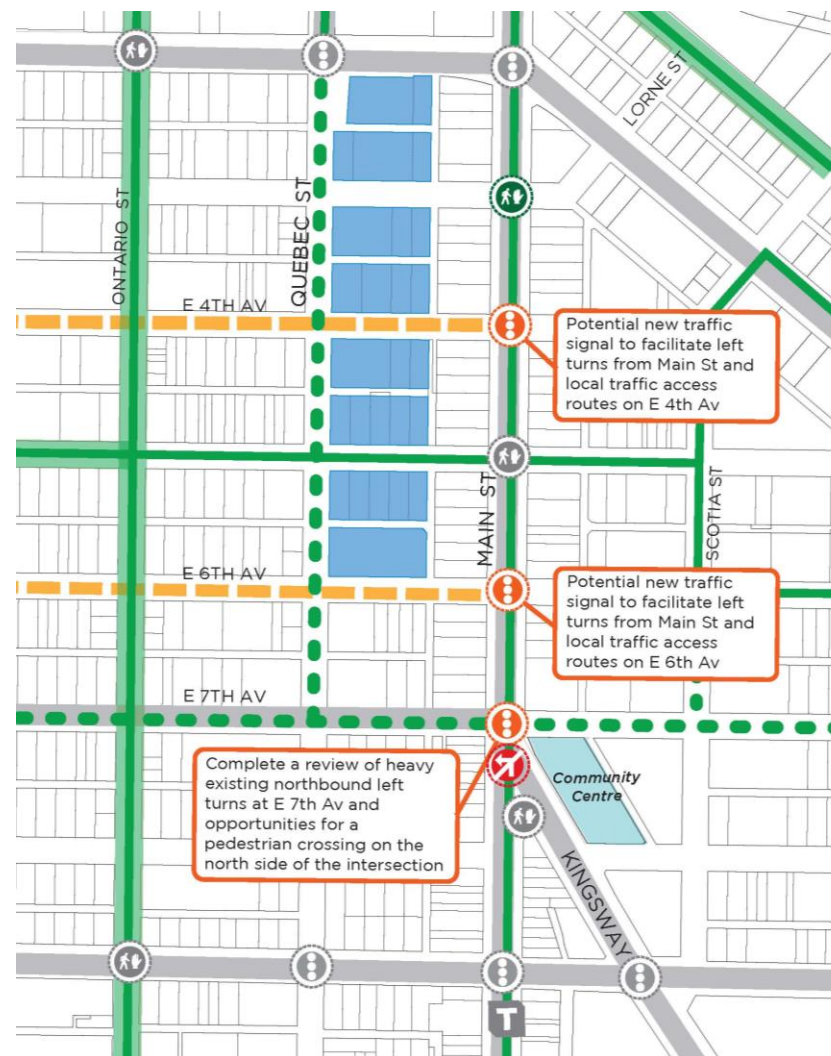 LORNE ST
ONTARIO ST
QUEBEC ST
E 4TH AV
Potential new traffic
signal to facilitate left
turns from Main St and
local traffic access
routes on E 4th Av
MAIN ST
SCOTIA ST
E 6TH AV
Potential new traffic
signal to facilitate left
turns from Main St and
local traffic access
routes on E 6th Av
E 7TH AV
Complete a review of heavy
existing northbound left
turns at E 7th Av and
opportunities for a
pedestrian crossing on the
north side of the intersection
Community
Centre
KINGSWAY
T